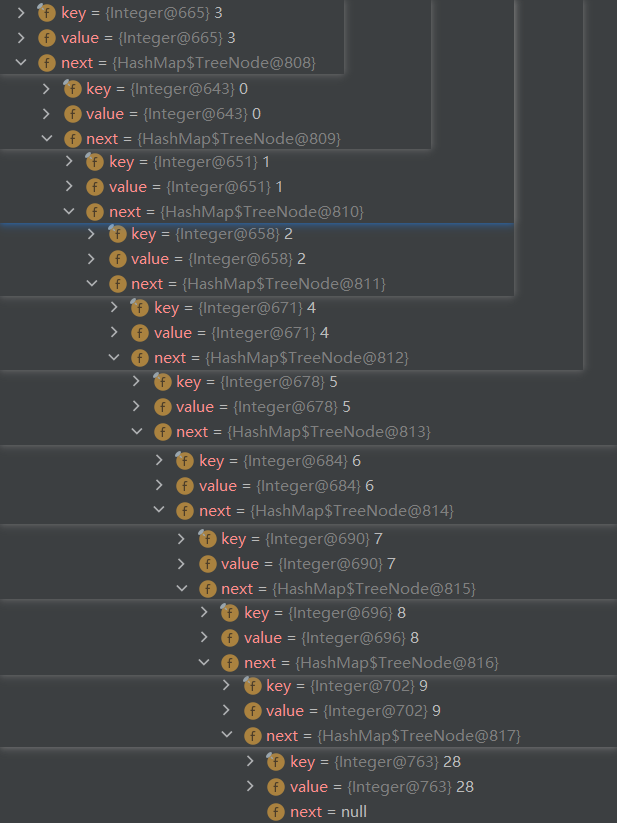 key = {Integer@665} 3
value = {Integer@665} 3
next = {HashMap$TreeNode@808}
key = {Integer@643} 0
value = {Integer@643} 0
next = {HashMap$TreeNode@809}
key = {Integer@651} 1
value = {Integer@651} 1
next = {HashMap$TreeNode@810}
key = {Integer@658} 2
value = {Integer@658} 2
next = {HashMap$TreeNode@811}
key = {Integer@671} 4
value = {Integer@671} 4
next = {HashMap$TreeNode@812}
key = {Integer@678} 5
value = {Integer@678} 5
next = {HashMap$TreeNode@813}
key = {Integer@684} 6
value = {Integer@684} 6
next = {HashMap$TreeNode@814}
key = {Integer@690} 7
value = {Integer@690} 7
next = {HashMap$TreeNode@815}
key = {Integer@696} 8
value = {Integer@696} 8
next = {HashMap$TreeNode@816}
key = {Integer@702} 9
value = {Integer@702} 9
next = {HashMap$TreeNode@817}
key = {Integer@763} 28
value = {Integer@763} 28
next = null